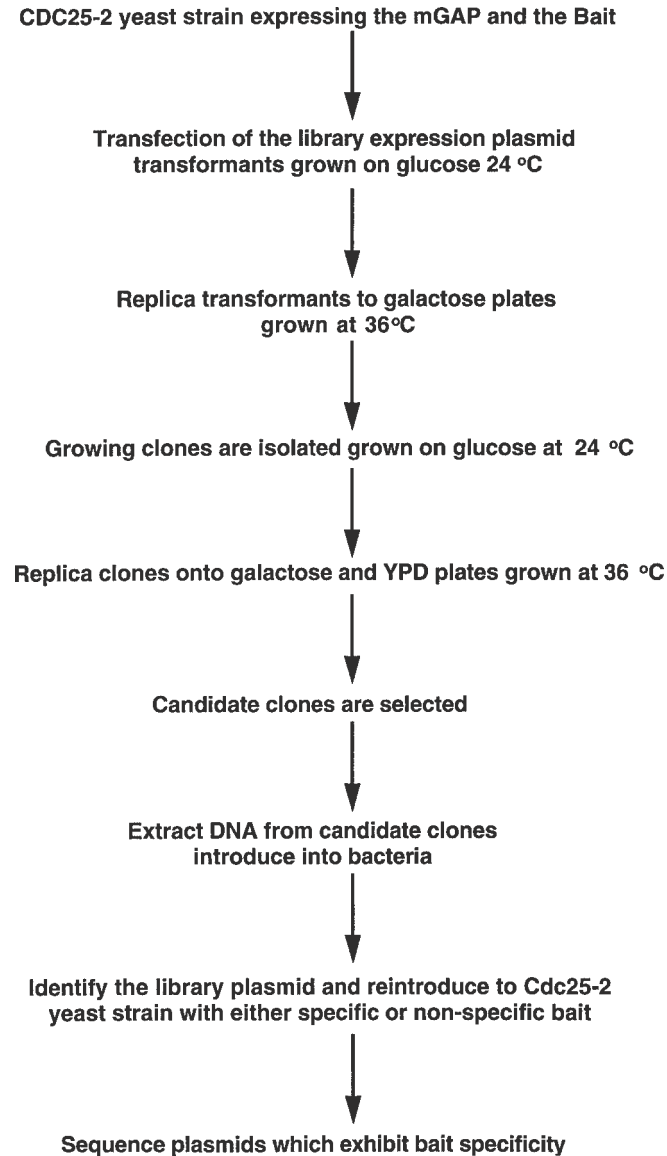 CDC25-2 yeast strain expressing the mGAP and the Bait
Transfection of the library expression plasmid
transformants grown on glucose 24 ºC
Replica transformants to galactose plates
grown at 36ºC
Growing clones are isolated grown on glucose at 24 ºC
Replica clones onto galactose and YPD plates grown at 36 ºC
Candidate clones are selected
Extract DNA from candidate clones
introduce into bacteria
Identify the library plasmid and reintroduce to Cdc25-2
yeast strain with either specific or non-specific bait
Sequence plasmids which exhibit bait specificity